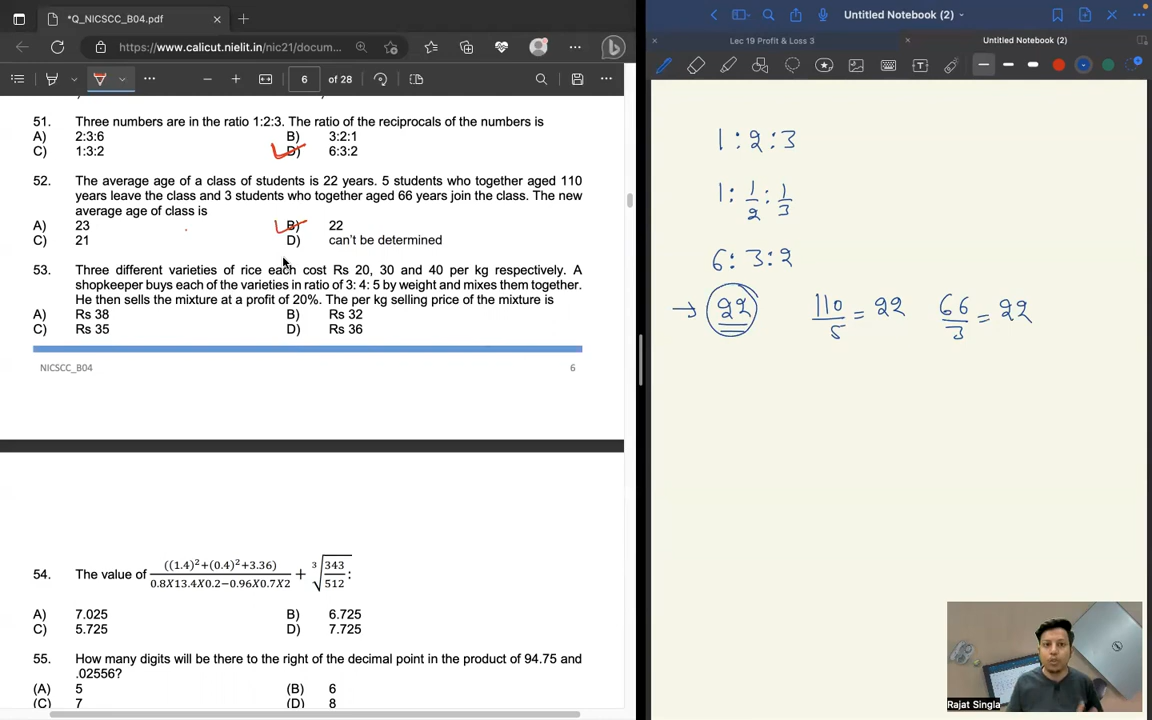 *Q_NICSCC_B04.pdf
https://www.calicut.nielit.in/nic21/docum...
6 of 28
51. Three numbers are in the ratio 1:2:3. The ratio of the reciprocals of the numbers is
A) 2:3:6 B) 3:2:1
C) 1:3:2 D) 6:3:2
52. The average age of a class of students is 22 years. 5 students who together aged 110
years leave the class and 3 students who together aged 66 years join the class. The new
average age of class is
A) 23 B) 22
C) 21 D) can't be determined
53. Three different varieties of rice each cost Rs 20, 30 and 40 per kg respectively. A
shopkeeper buys each of the varieties in ratio of 3: 4: 5 by weight and mixes them together.
He then sells the mixture at a profit of 20%. The per kg selling price of the mixture is
A) Rs 38 B) Rs 32
C) Rs 35 D) Rs 36
NICSCC_B04 6
54. The value of ((1.4)²+(0.4)²+3.36) / 0.8X13.4X0.2−0.96X0.7X2 + ∛(343/512) :
A) 7.025 B) 6.725
C) 5.725 D) 7.725
55. How many digits will be there to the right of the decimal point in the product of 94.75 and
.02556?
(A) 5 (B) 6
(C) 7 (D) 8
Untitled Notebook (2)
Lec 19 Profit & Loss 3 Untitled Notebook (2)
1 : 2 : 3
1 : 1/2 : 1/3
6 : 3 : 2
→ 22 110/5 = 22 66/3 = 22
Rajat Singla